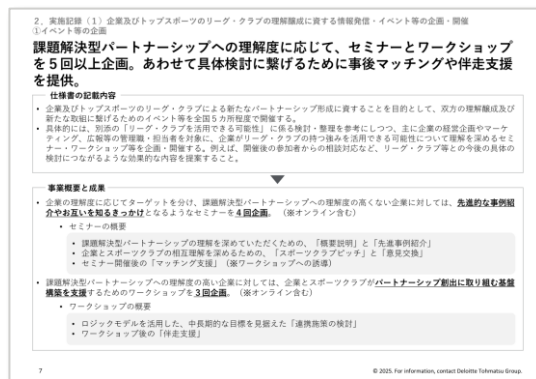 ２．実施記録（１）企業及びトップスポーツのリーグ・クラブの理解醸成に資する情報発信・イベント等の企画・開催
①イベント等の企画
課題解決型パートナーシップへの理解度に応じて、セミナーとワークショップ
を５回以上企画。あわせて具体検討に繋げるために事後マッチングや伴走支援
を提供。
仕様書の記載内容
• 企業及びトップスポーツのリーグ・クラブによる新たなパートナーシップ形成に資することを目的として、双方の理解醸成及び
新たな取組に繋げるためのイベント等を全国５カ所程度で開催する。
• 具体的には、別添の「リーグ・クラブを活用できる可能性」に係る検討・整理を参考にしつつ、主に企業の経営企画やマーケ
ティング、広報等の管理職・担当者を対象に、企業がリーグ・クラブの持つ強みを活用できる可能性について理解を深めるセミ
ナー・ワークショップ等を企画・開催する。例えば、開催後の参加者からの相談対応など、リーグ・クラブ等との今後の具体の
検討につながるような効果的な内容を提案すること。
事業概要と成果
• 企業の理解度に応じてターゲットを分け、課題解決型パートナーシップの理解度の高くない企業に対しては、先進的な事例紹
介やお互いを知るきっかけとなるようなセミナーを４回企画。（※オンライン含む）
• セミナーの概要
• 課題解決型パートナーシップの理解を深めていただくための、「概要説明」と「先進事例紹介」
• 企業とスポーツクラブの相互理解を深めるための、「スポーツクラブピッチ」と「意見交換」
• セミナー開催後の「マッチング支援」（※ワークショップへの誘導）
• 課題解決型パートナーシップへの理解度の高い企業に対しては、企業とスポーツクラブがパートナーシップ創出に取り組む基盤
構築を支援するためのワークショップを３回企画。（※オンライン含む）
• ワークショップの概要
• ロジックモデルを活用した、中長期的な目標を見据えた「連携施策の検討」
• ワークショップ後の「伴走支援」
7
© 2025. For information, contact Deloitte Tohmatsu Group.